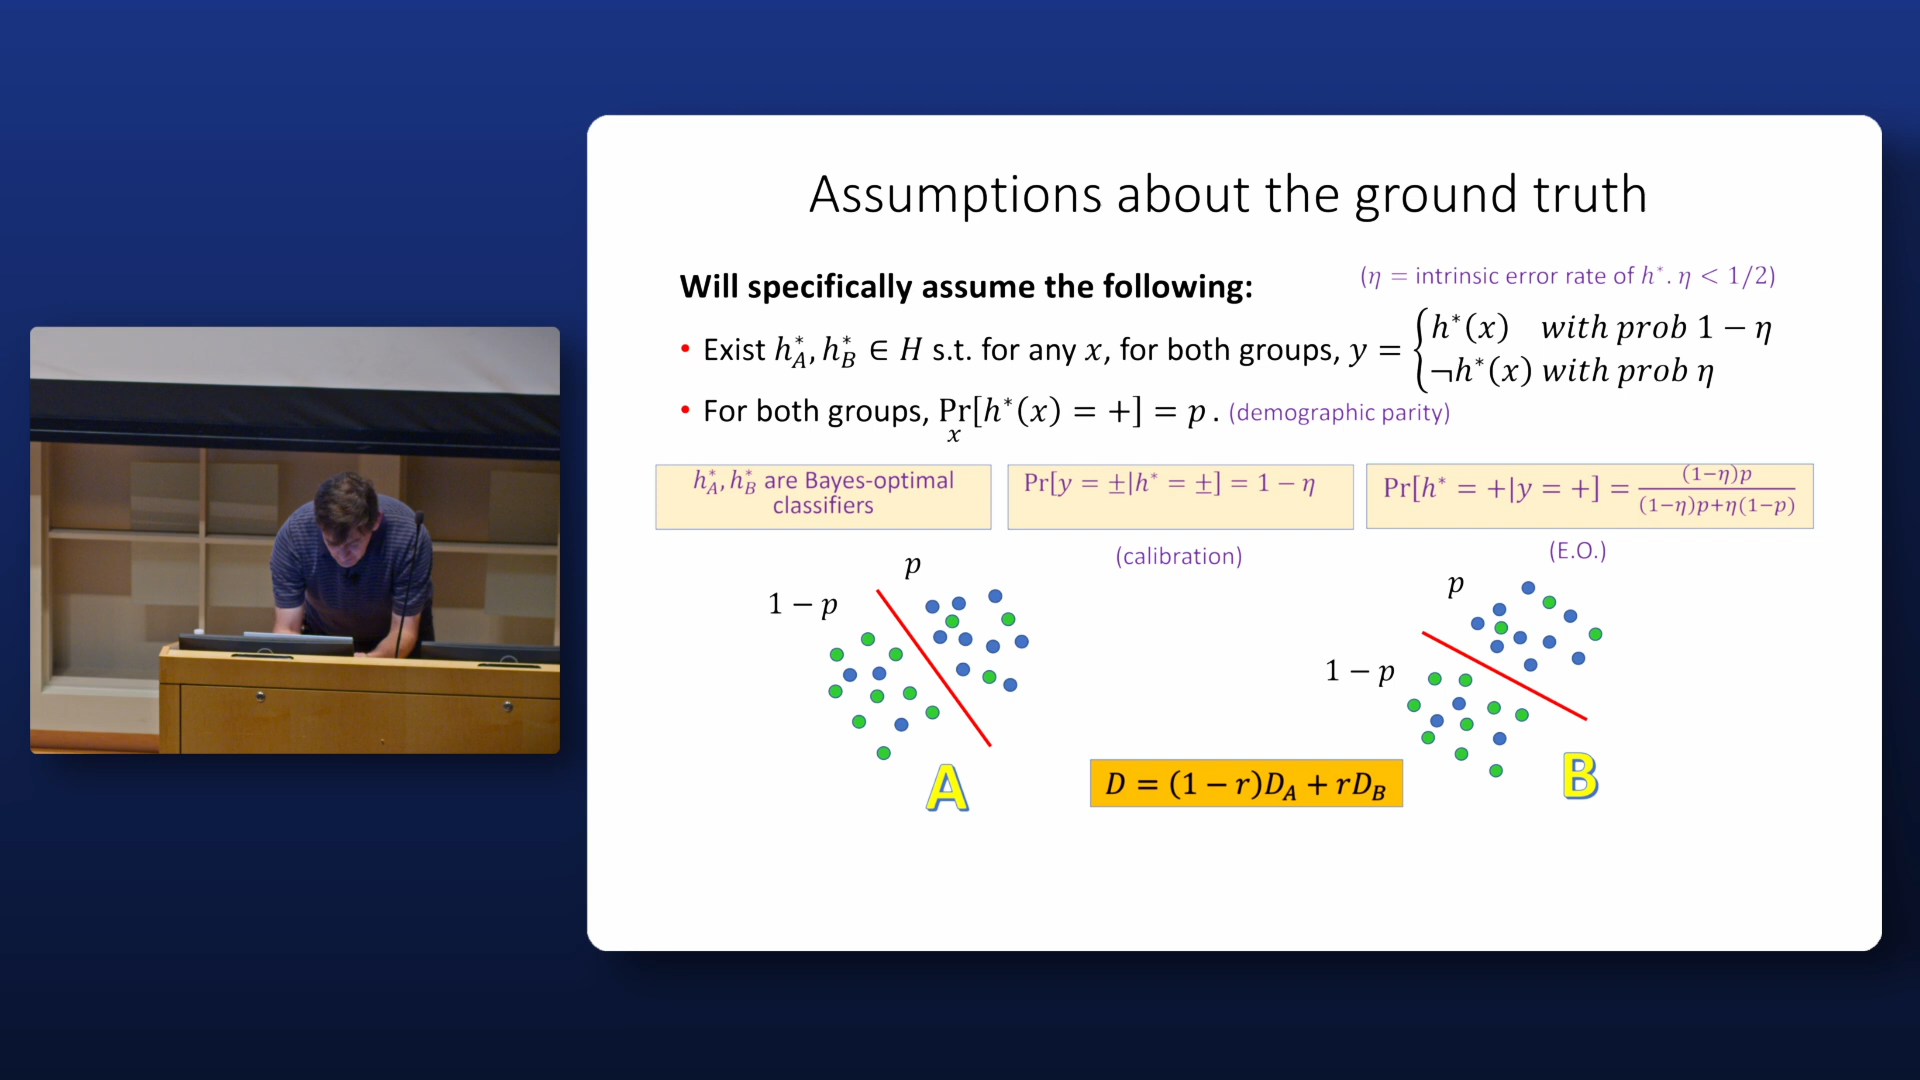 Assumptions about the ground truth
Will specifically assume the following:
(η = intrinsic error rate of h*. η < 1/2)
• Exist h*_A, h*_B ∈ H s.t. for any x, for both groups, y = { h*(x) with prob 1 − η
¬h*(x) with prob η
• For both groups, Pr_x[h*(x) = +] = p. (demographic parity)
h*_A, h*_B are Bayes-optimal
classifiers
Pr[y = ±|h* = ±] = 1 − η
Pr[h* = +|y = +] = (1−η)p / (1−η)p+η(1−p)
(calibration)
(E.O.)
p
1 − p
p
1 − p
A
D = (1 − r)D_A + rD_B
B